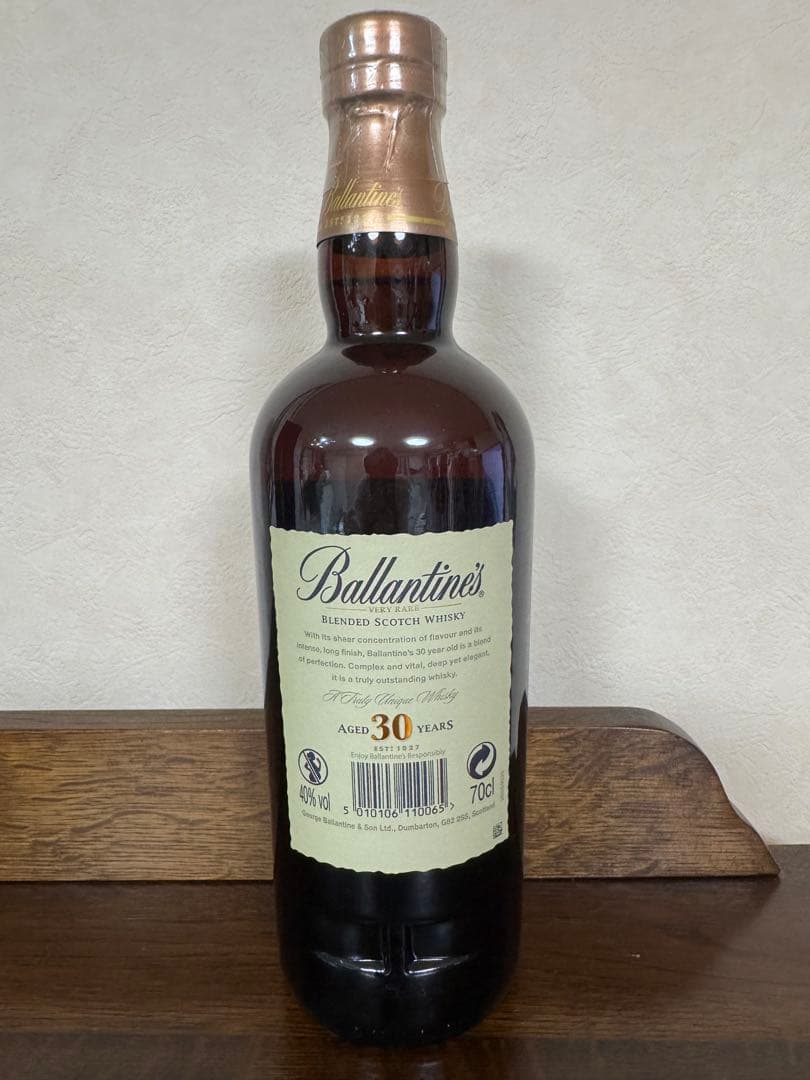 Ballantine's
EST? 1827
Ballantine's®
VERY RARE
BLENDED SCOTCH WHISKY
With its sheer concentration of flavour and its
intense, long finish, Ballantine's 30 year old is a blend
of perfection. Complex and vital, deep yet elegant,
it is a truly outstanding whisky.
A Truly Unique Whisky
AGED 30 YEARS
ESTD 1827
Enjoy Ballantine's Responsibly
40% vol
5 010106 110065 >
70cl
George Ballantine & Son Ltd., Dumbarton, G82 2SS, Scotland